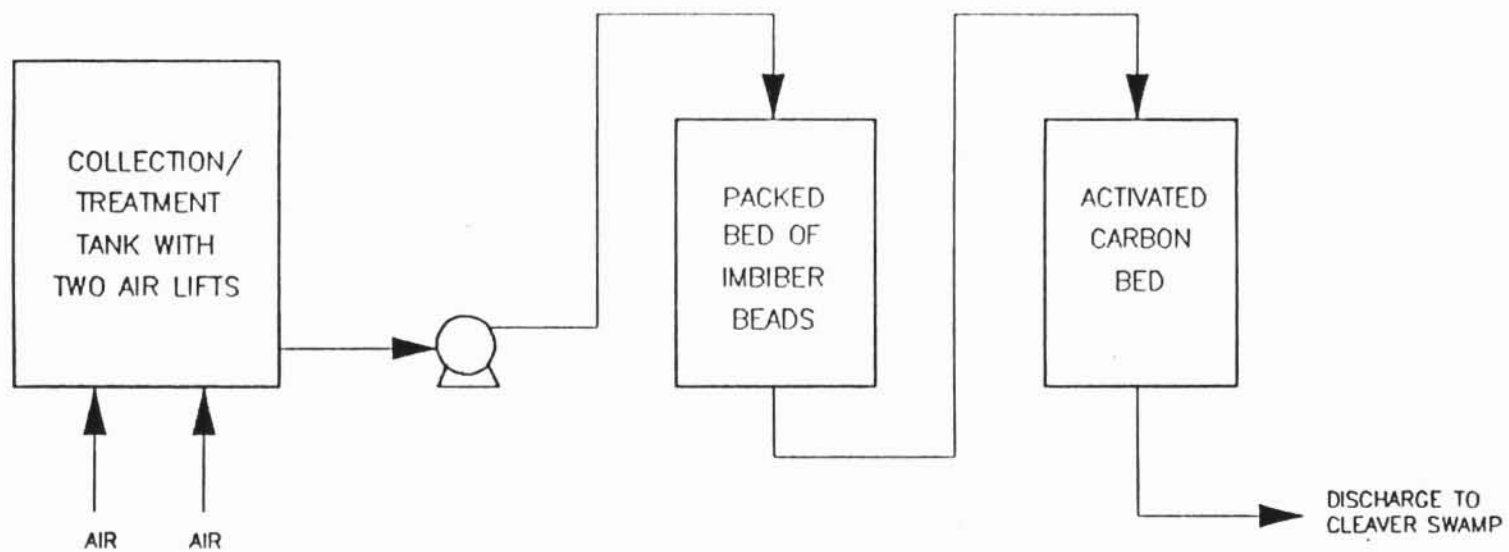 COLLECTION/
TREATMENT
TANK WITH
TWO AIR LIFTS
AIR
AIR
PACKED
BED OF
IMBIBER
BEADS
ACTIVATED
CARBON
BED
DISCHARGE TO
CLEAVER SWAMP